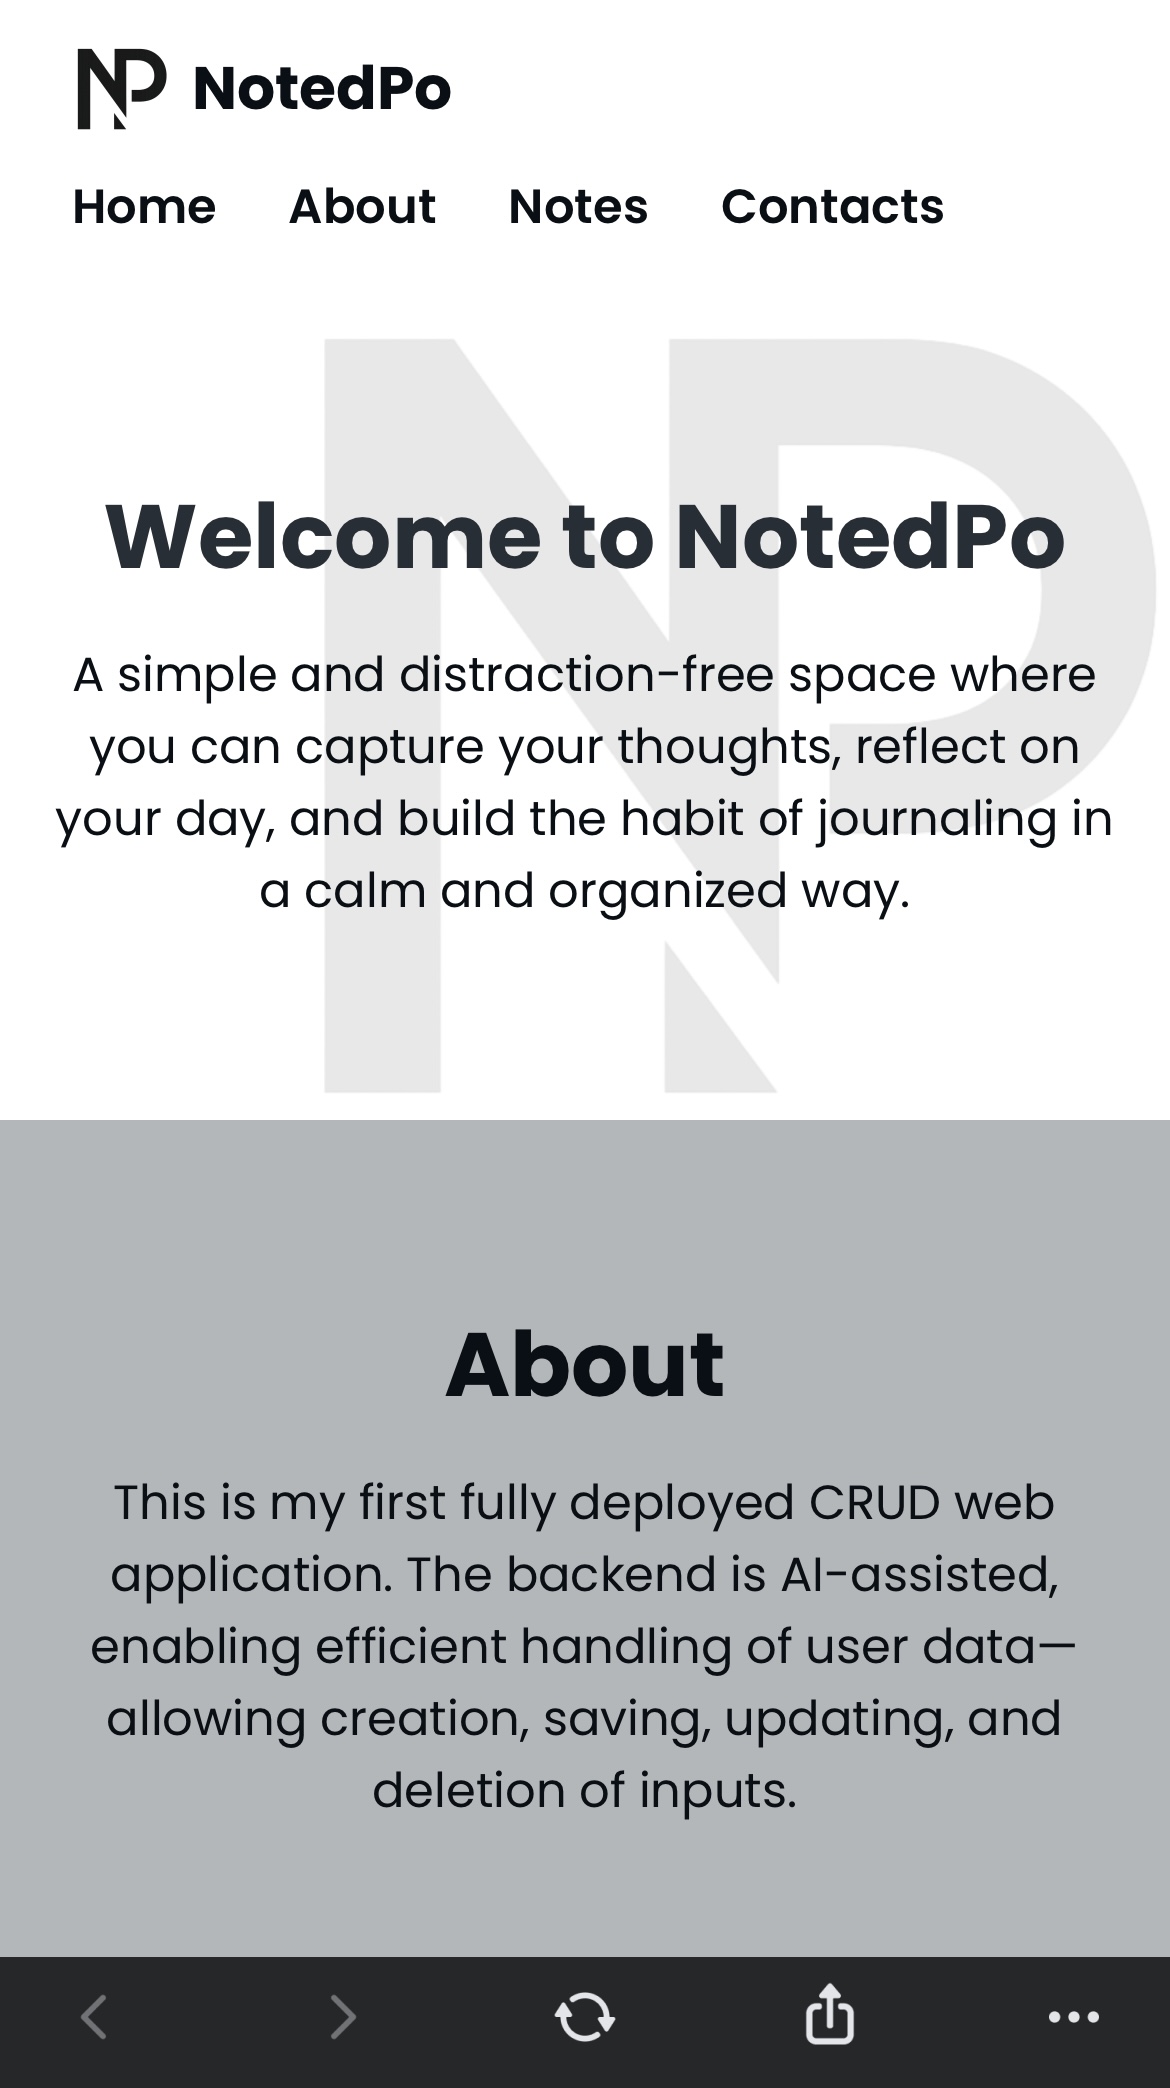 NP NotedPo
Home About Notes Contacts
NP
Welcome to NotedPo
A simple and distraction-free space where
you can capture your thoughts, reflect on
your day, and build the habit of journaling in
a calm and organized way.
About
This is my first fully deployed CRUD web
application. The backend is AI-assisted,
enabling efficient handling of user data—
allowing creation, saving, updating, and
deletion of inputs.